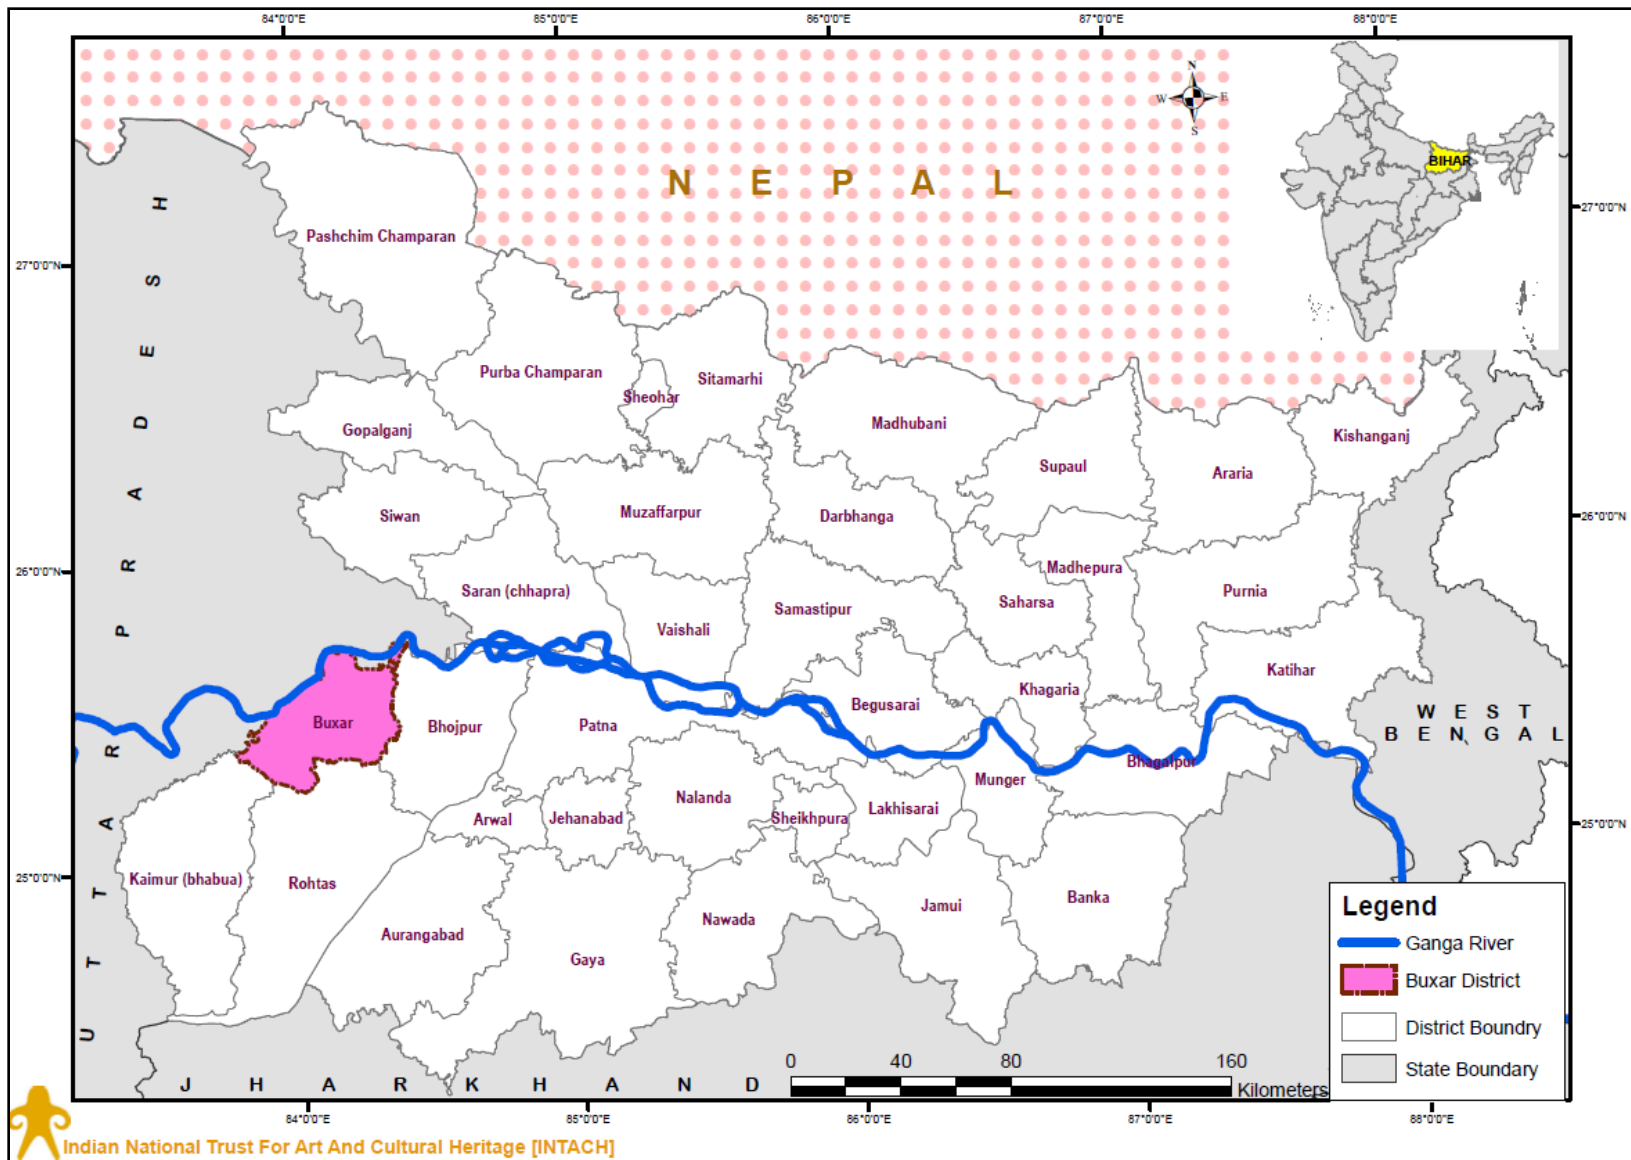 84°0'0"E
85°0'0"E
86°0'0"E
87°0'0"E
88°0'0"E
N
W E
S
BIHAR
N E P A L
27°0'0"N
27°0'0"N
Pashchim Champaran
Purba Champaran
Sheohar
Sitamarhi
Gopalganj
Madhubani
Kishanganj
Supaul
Araria
Siwan
Muzaffarpur
Darbhanga
26°0'0"N
26°0'0"N
Saran (chhapra)
Vaishali
Samastipur
Saharsa
Madhepura
Purnia
Katihar
Khagaria
Begusarai
Buxar
Bhojpur
Patna
WEST
BENGAL
Munger
Bhagalpur
Nalanda
Sheikhpura
Lakhisarai
Arwal
Jehanabad
25°0'0"N
25°0'0"N
Kaimur (bhabua)
Rohtas
Aurangabad
Gaya
Nawada
Jamui
Banka
UTTAR PRADESH
JHARKHAND
Legend
Ganga River
Buxar District
District Boundry
State Boundary
0 40 80 160
Kilometers
84°0'0"E
85°0'0"E
86°0'0"E
87°0'0"E
88°0'0"E
Indian National Trust For Art And Cultural Heritage [INTACH]